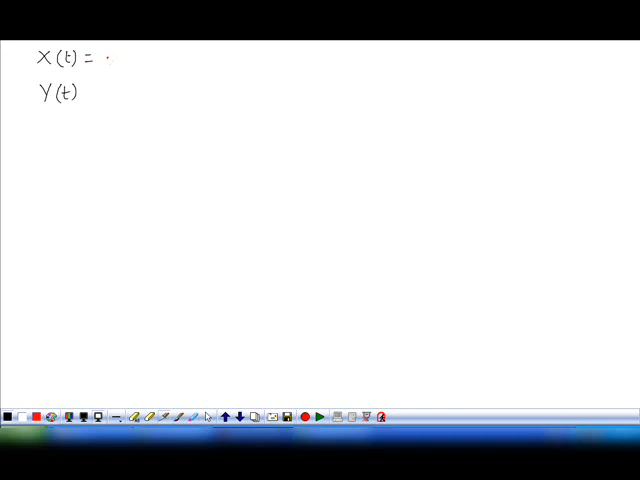 X(t) =
Y(t)